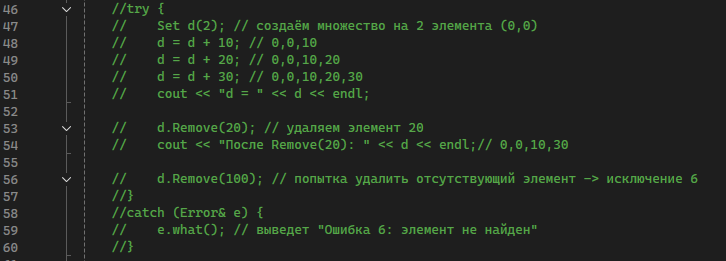 46 //try {
47 //    Set d(2); // создаём множество на 2 элемента (0,0)
48 //    d = d + 10; // 0,0,10
49 //    d = d + 20; // 0,0,10,20
50 //    d = d + 30; // 0,0,10,20,30
51 //    cout << "d = " << d << endl;
52
53 //    d.Remove(20); // удаляем элемент 20
54 //    cout << "После Remove(20): " << d << endl;// 0,0,10,30
55
56 //    d.Remove(100); // попытка удалить отсутствующий элемент -> исключение 6
57 //}
58 //catch (Error& e) {
59 //    e.what(); // выведет "Ошибка 6: элемент не найден"
60 //}